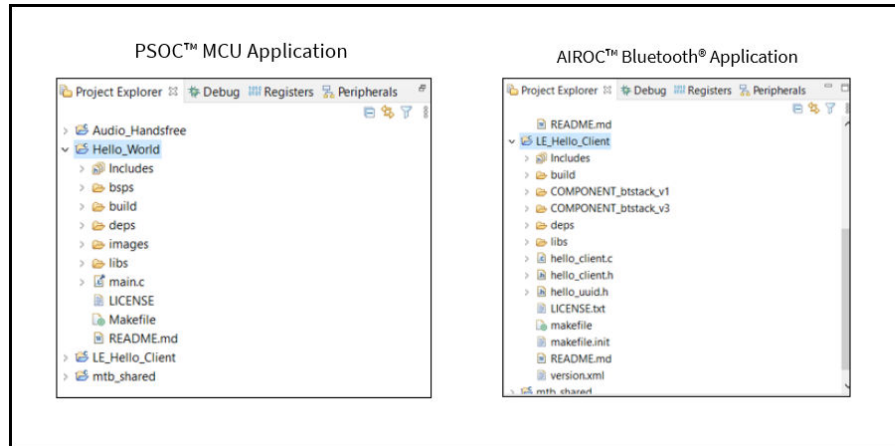 PSOC™ MCU Application
Project Explorer Debug Registers Peripherals
Audio_Handsfree
Hello_World
Includes
bsps
build
deps
images
libs
main.c
LICENSE
Makefile
README.md
LE_Hello_Client
mtb_shared
AIROC™ Bluetooth® Application
Project Explorer Debug Registers Peripherals
README.md
LE_Hello_Client
Includes
build
COMPONENT_btstack_v1
COMPONENT_btstack_v3
deps
libs
hello_client.c
hello_client.h
hello_uuid.h
LICENSE.txt
makefile
makefile.init
README.md
version.xml
mtb_shared